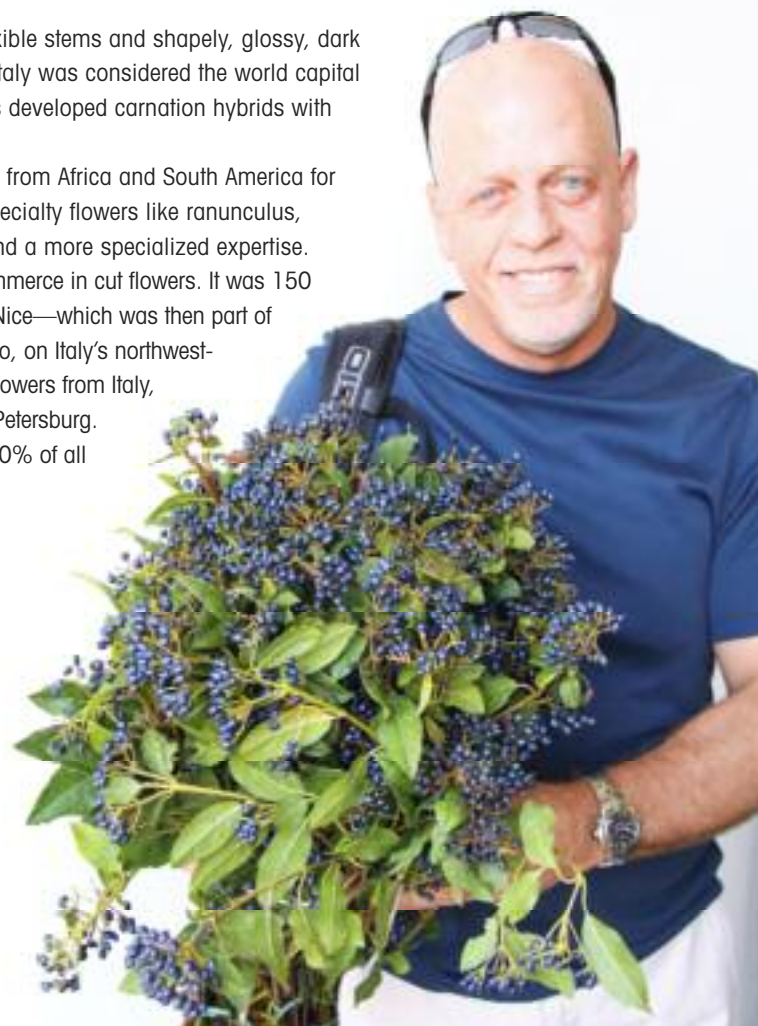 xible stems and shapely, glossy, dark
taly was considered the world capital
s developed carnation hybrids with
from Africa and South America for
ecialty flowers like ranunculus,
nd a more specialized expertise.
mmerce in cut flowers. It was 150
Nice—which was then part of
o, on Italy's northwest-
owers from Italy,
Petersburg.
0% of all